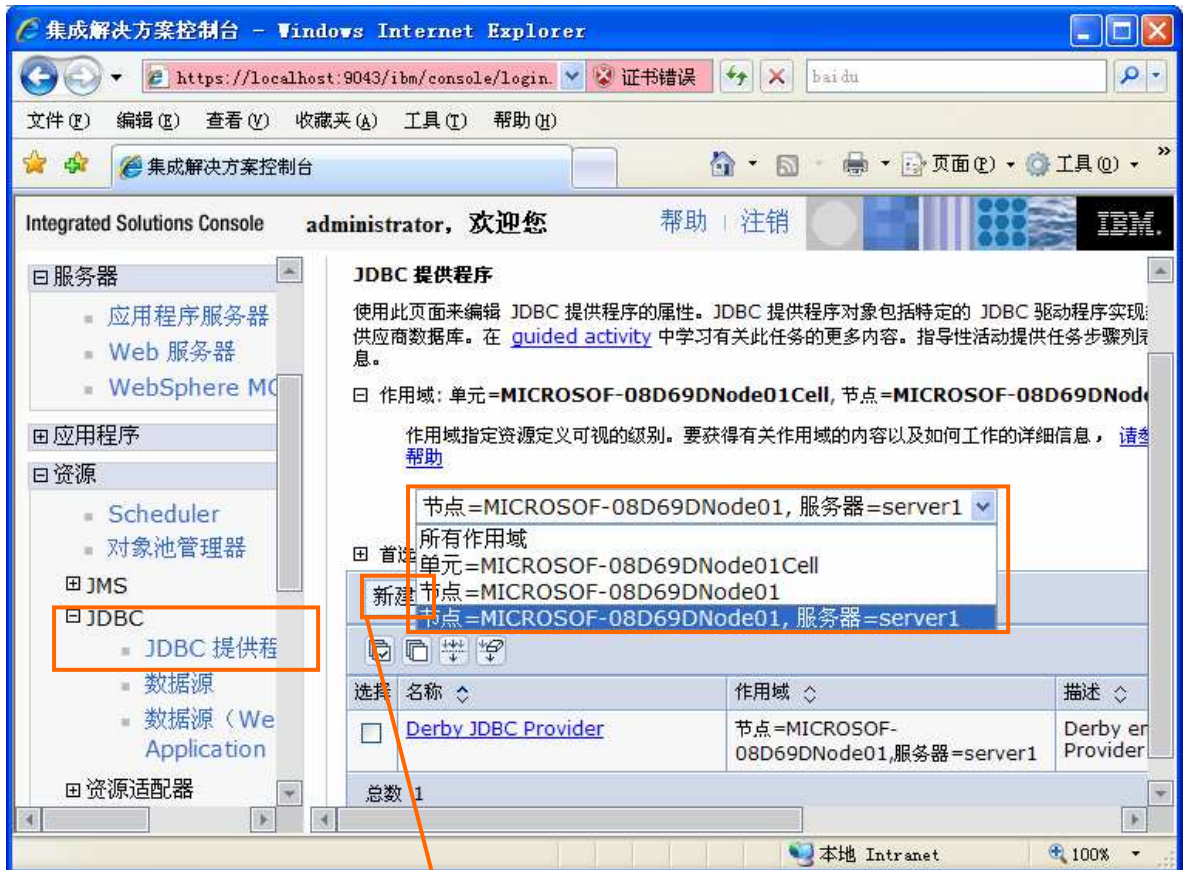 集成解决方案控制台 - Windows Internet Explorer
https://localhost:9043/ibm/console/login.
证书错误
baidu
文件(F) 编辑(E) 查看(V) 收藏夹(A) 工具(T) 帮助(H)
集成解决方案控制台
页面(P)
工具(O)
»
Integrated Solutions Console administrator, 欢迎您
帮助 | 注销
IBM.
服务器
应用程序服务器
Web 服务器
WebSphere MQ
应用程序
资源
Scheduler
对象池管理器
JMS
JDBC
JDBC 提供程
数据源
数据源（We
Application
资源适配器
JDBC 提供程序
使用此页面来编辑 JDBC 提供程序的属性。JDBC 提供程序对象包括特定的 JDBC 驱动程序实现
供应商数据库。在 guided activity 中学习有关此任务的更多内容。指导性活动提供任务步骤列表
息。
作用域: 单元=MICROSOF-08D69DNode01Cell, 节点=MICROSOF-08D69DNode
作用域指定资源定义可视的级别。要获得有关作用域的内容以及如何工作的详细信息， 请参
帮助
节点=MICROSOF-08D69DNode01, 服务器=server1
所有作用域
单元=MICROSOF-08D69DNode01Cell
节点=MICROSOF-08D69DNode01
节点=MICROSOF-08D69DNode01, 服务器=server1
首选
新建
选择 名称 作用域 描述
Derby JDBC Provider
节点=MICROSOF-
08D69DNode01,服务器=server1
Derby em
Provider
总数 1
本地 Intranet
100%